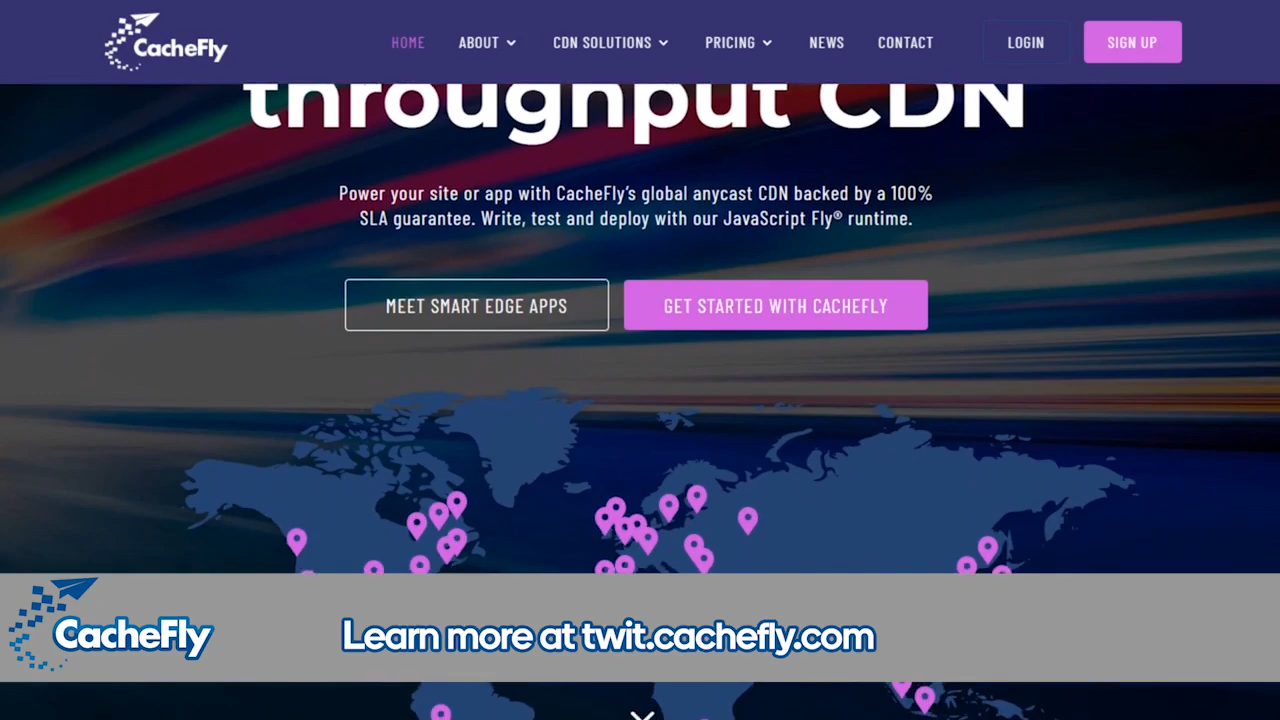 CacheFly
HOME ABOUT CDN SOLUTIONS PRICING NEWS CONTACT LOGIN SIGN UP
throughput CDN
Power your site or app with CacheFly's global anycast CDN backed by a 100%
SLA guarantee. Write, test and deploy with our JavaScript Fly® runtime.
MEET SMART EDGE APPS GET STARTED WITH CACHEFLY
CacheFly Learn more at twit.cachefly.com